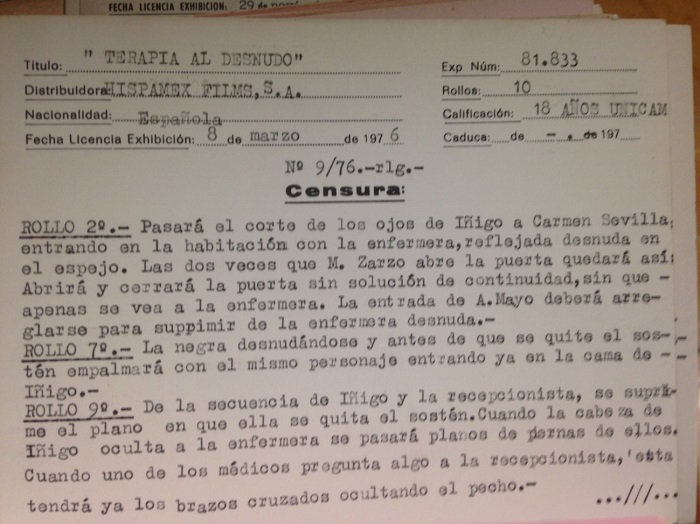 FECHA LICENCIA EXHIBICION: 29 de
Título: " TERAPIA AL DESNUDO"
Exp Núm: 81.833
Distribuidora: HISPAMEX FILMS, S.A.
Rollos: 10
Nacionalidad: Española
Calificación: 18 AÑOS UNICAM
Fecha Licencia Exhibición: 8 de marzo de 197 6
Caduca: de - . de 197
Nº 9/76.-rlg.-
Censura:
ROLLO 2º.- Pasará el corte de los ojos de Iñigo a Carmen Sevilla,
entrando en la habitación con la enfermera, reflejada desnuda en
el espejo. Las dos veces que M. Zarzo abre la puerta quedará así:
Abrirá y cerrará la puerta sin solución de continuidad, sin que -
apenas se vea a la enfermera. La entrada de A.Mayo deberá arre-
glarse para suppimir de la enfermera desnuda.-
ROLLO 7º.- La negra desnudándose y antes de que se quite el sos-
tén empalmará con el mismo personaje entrando ya en la cama de - -
Iñigo.-
ROLLO 9º.- De la secuencia de Iñigo y la recepcionista, se supri-
me el plano en que ella se quita el sostén. Cuando la cabeza de
Iñigo oculta a la enfermera se pasará planos de pernas de ellos.
Cuando uno de los médicos pregunta algo a la recepcionista, 'esta
tendrá ya los brazos cruzados ocultando el pecho.-
...///...